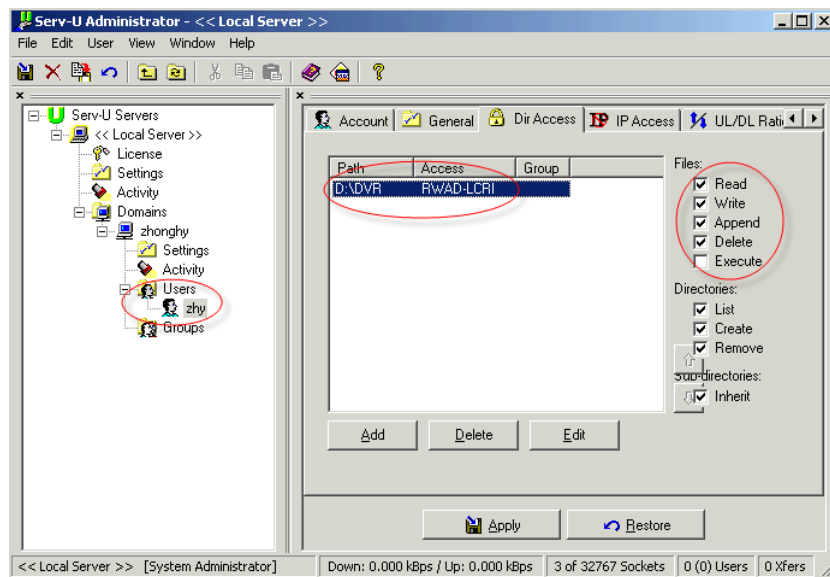 Serv-U Administrator - << Local Server >>
File Edit User View Window Help
Serv-U Servers
<< Local Server >>
License
Settings
Activity
Domains
zhonghy
Settings
Activity
Users
zhy
Groups
Account General Dir Access IP Access UL/DL Rati
Path Access Group
D:\DVR RWAD-LCRI
Files:
Read
Write
Append
Delete
Execute
Directories:
List
Create
Remove
Sub-directories:
Inherit
Add Delete Edit
Apply Restore
<< Local Server >> [System Administrator] Down: 0.000 kBps / Up: 0.000 kBps 3 of 32767 Sockets 0 (0) Users 0 Xfers